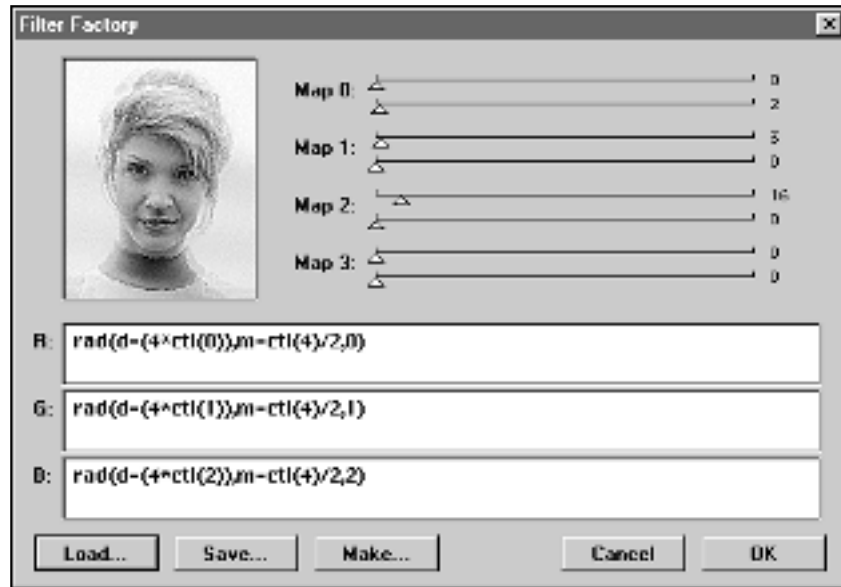 Filter Factory
Map 0:
0
2
Map 1:
0
Map 2:
16
0
Map 3:
0
0
R: rad(d-(4*ctl(0)),m-ctl(4)/2,0)
G: rad(d-(4*ctl(1)),m-ctl(4)/2,1)
B: rad(d-(4*ctl(2)),m-ctl(4)/2,2)
Load... Save... Make... Cancel OK